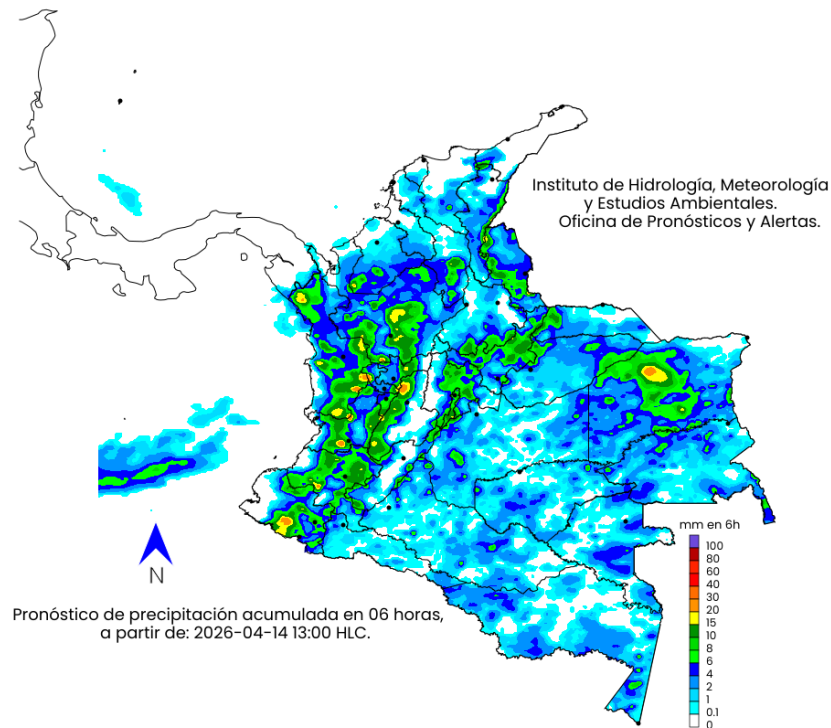 Instituto de Hidrología, Meteorología
y Estudios Ambientales.
Oficina de Pronósticos y Alertas.
N
Pronóstico de precipitación acumulada en 06 horas,
a partir de: 2026-04-14 13:00 HLC.
mm en 6h
100
80
60
40
30
20
15
10
8
6
4
2
1
0.1
0